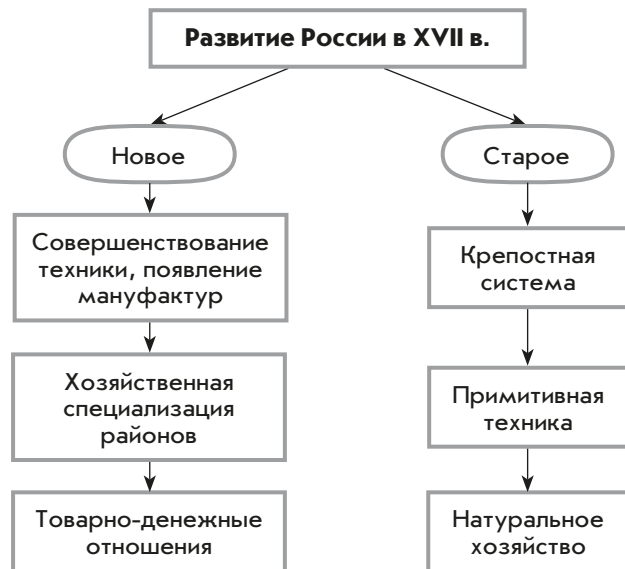 Развитие России в XVII в.
Новое
Старое
Совершенствование
техники, появление
мануфактур
Крепостная
система
Хозяйственная
специализация
районов
Примитивная
техника
Товарно-денежные
отношения
Натуральное
хозяйство